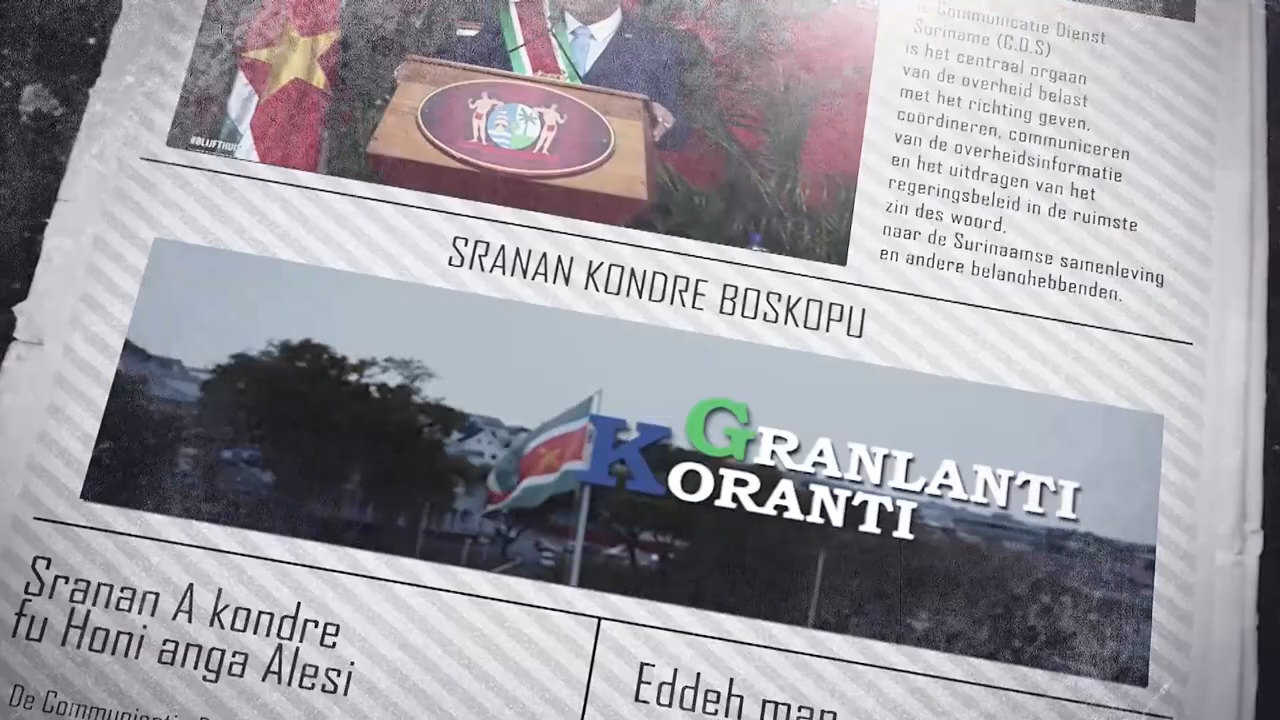 Communicatie Dienst
Suriname (C.D.S)
is het centraal orgaan
van de overheid belast
met het richting geven,
coördineren, communiceren
van de overheidsinformatie
en het uitdragen van het
regeringsbeleid in de ruimste
zin des woord.
naar de Surinaamse samenleving
en andere belanghebbenden.
SRANAN KONDRE BOSKOPU
GRANLANTI
KORANTI
Sranan A kondre
fu Honi anga Alesi
De
Eddeh man